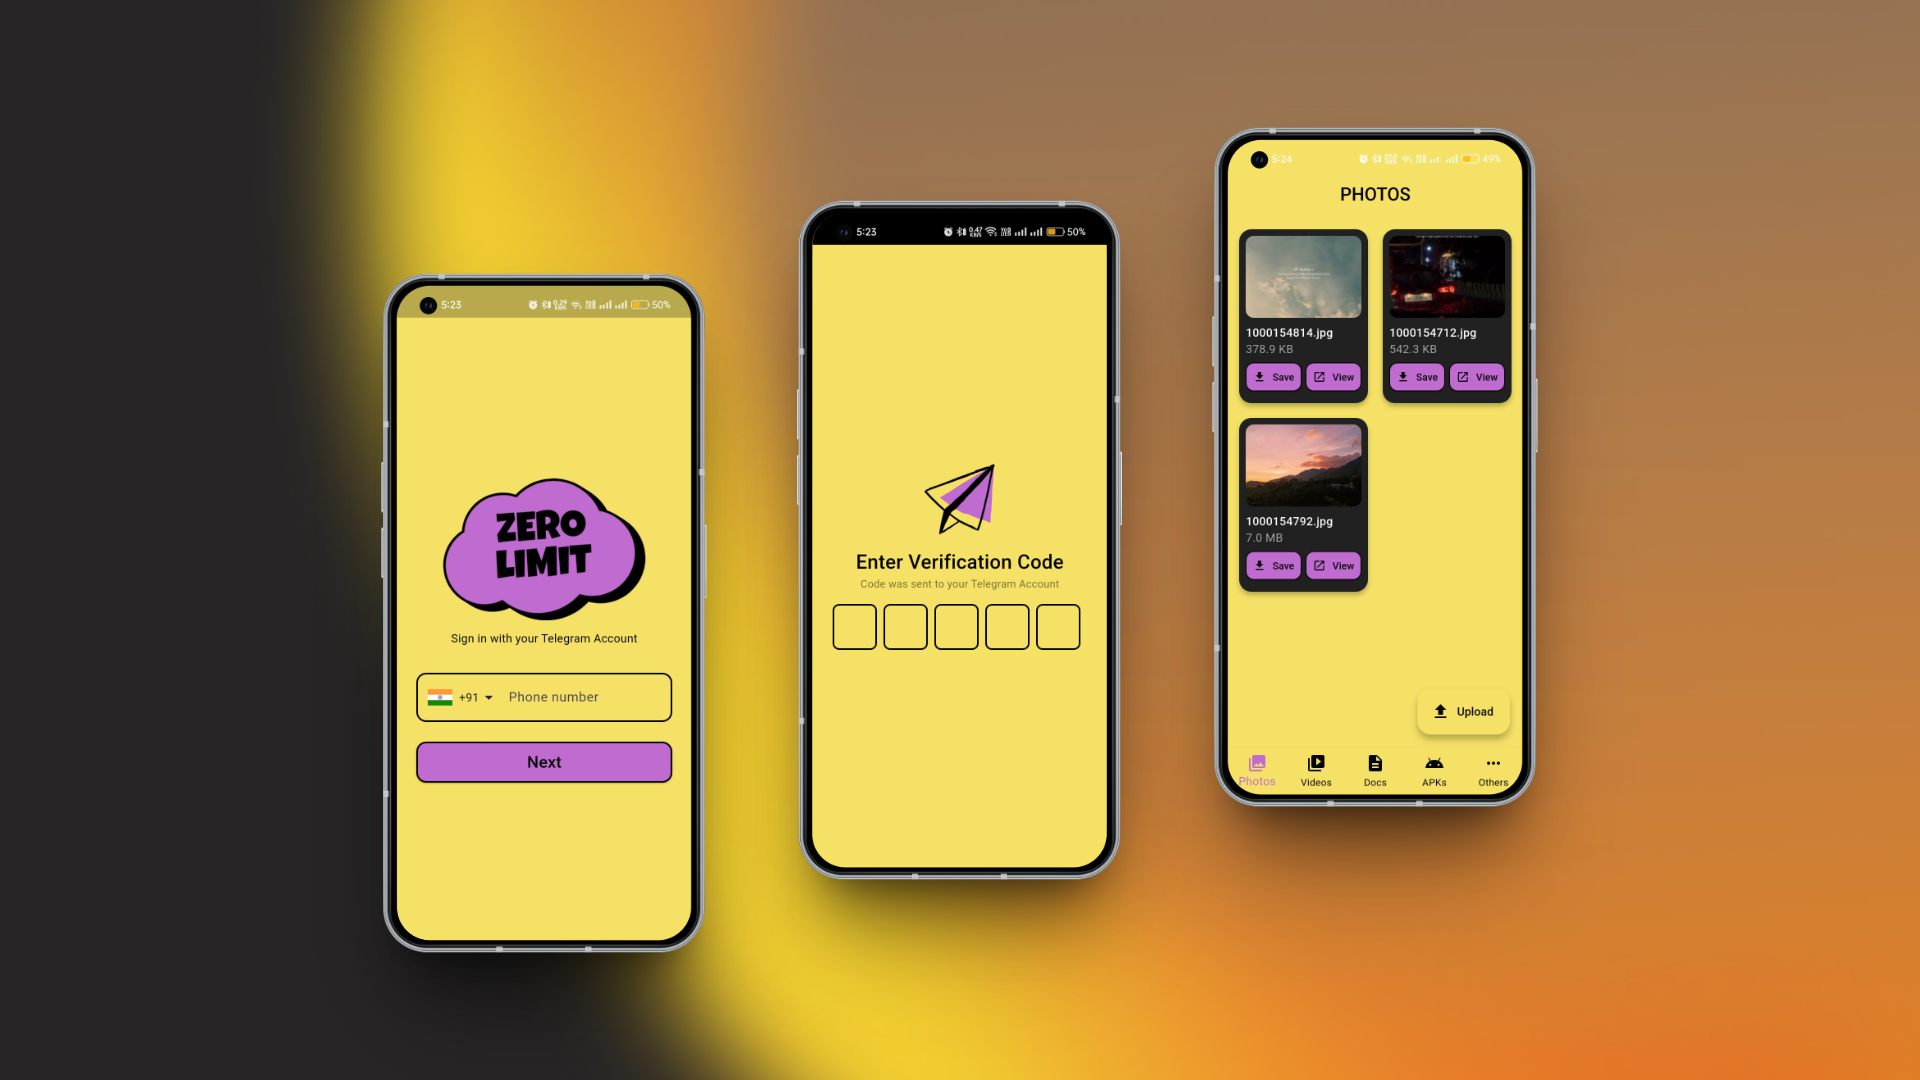 5:23
50%
ZERO
LIMIT
Sign in with your Telegram Account
+91 Phone number
Next
5:23
50%
Enter Verification Code
Code was sent to your Telegram Account
5:24
49%
PHOTOS
1000154814.jpg
378.9 KB
Save View
1000154712.jpg
542.3 KB
Save View
1000154792.jpg
7.0 MB
Save View
Upload
Photos Videos Docs APKs Others